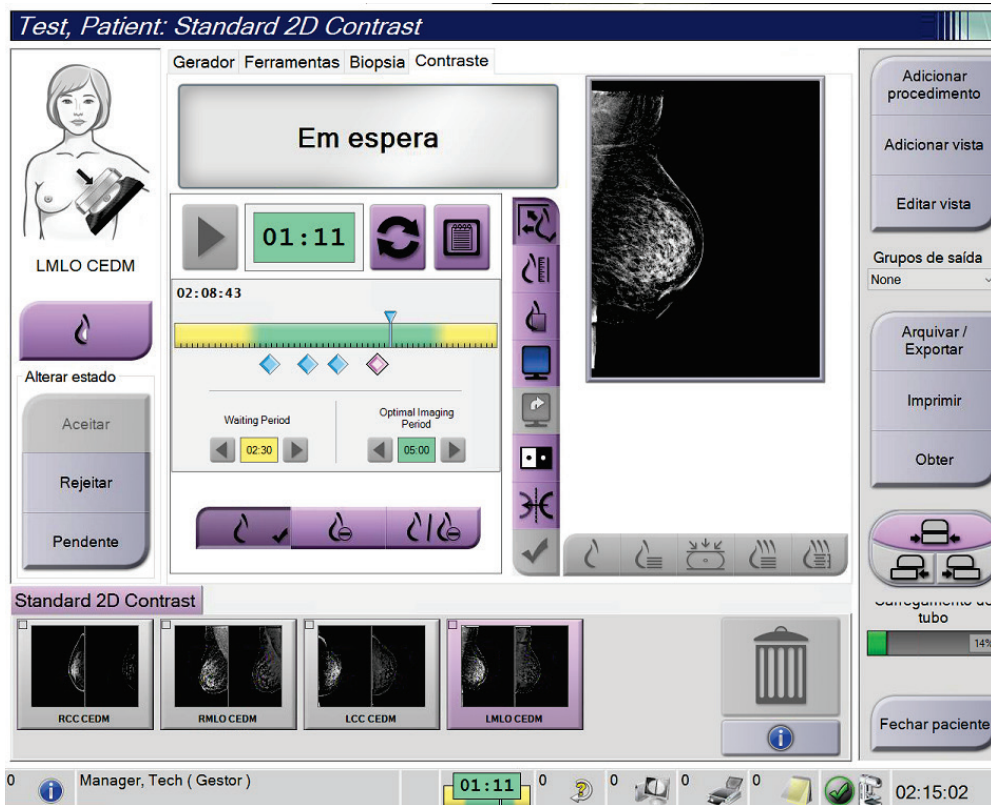 Test, Patient: Standard 2D Contrast
Gerador Ferramentas Biopsia Contraste
Em espera
01:11
LMLO CEDM
02:08:43
Waiting Period
Optimal Imaging
Period
02:30
05:00
Alterar estado
Aceitar
Rejeitar
Pendente
Adicionar
procedimento
Adicionar vista
Editar vista
Grupos de saída
None
Arquivar /
Exportar
Imprimir
Obter
tubo
14%
Fechar paciente
Standard 2D Contrast
RCC CEDM
RMLO CEDM
LCC CEDM
LMLO CEDM
0
Manager, Tech ( Gestor )
01:11
0
0
0
0
02:15:02